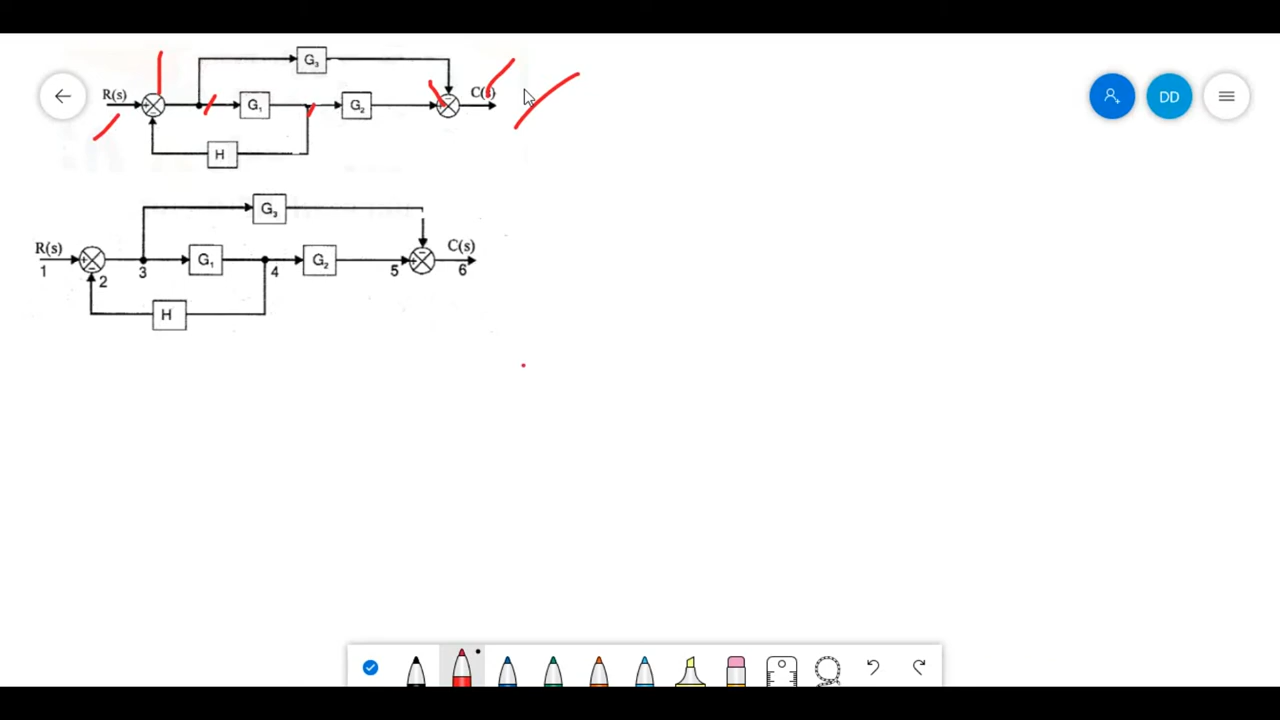 G₃
R(s) + G₁ G₂ + − C(s)
−
H
G₃
R(s) + G₁ G₂ + − C(s)
1 − 2 3 4 5 6
H
DD